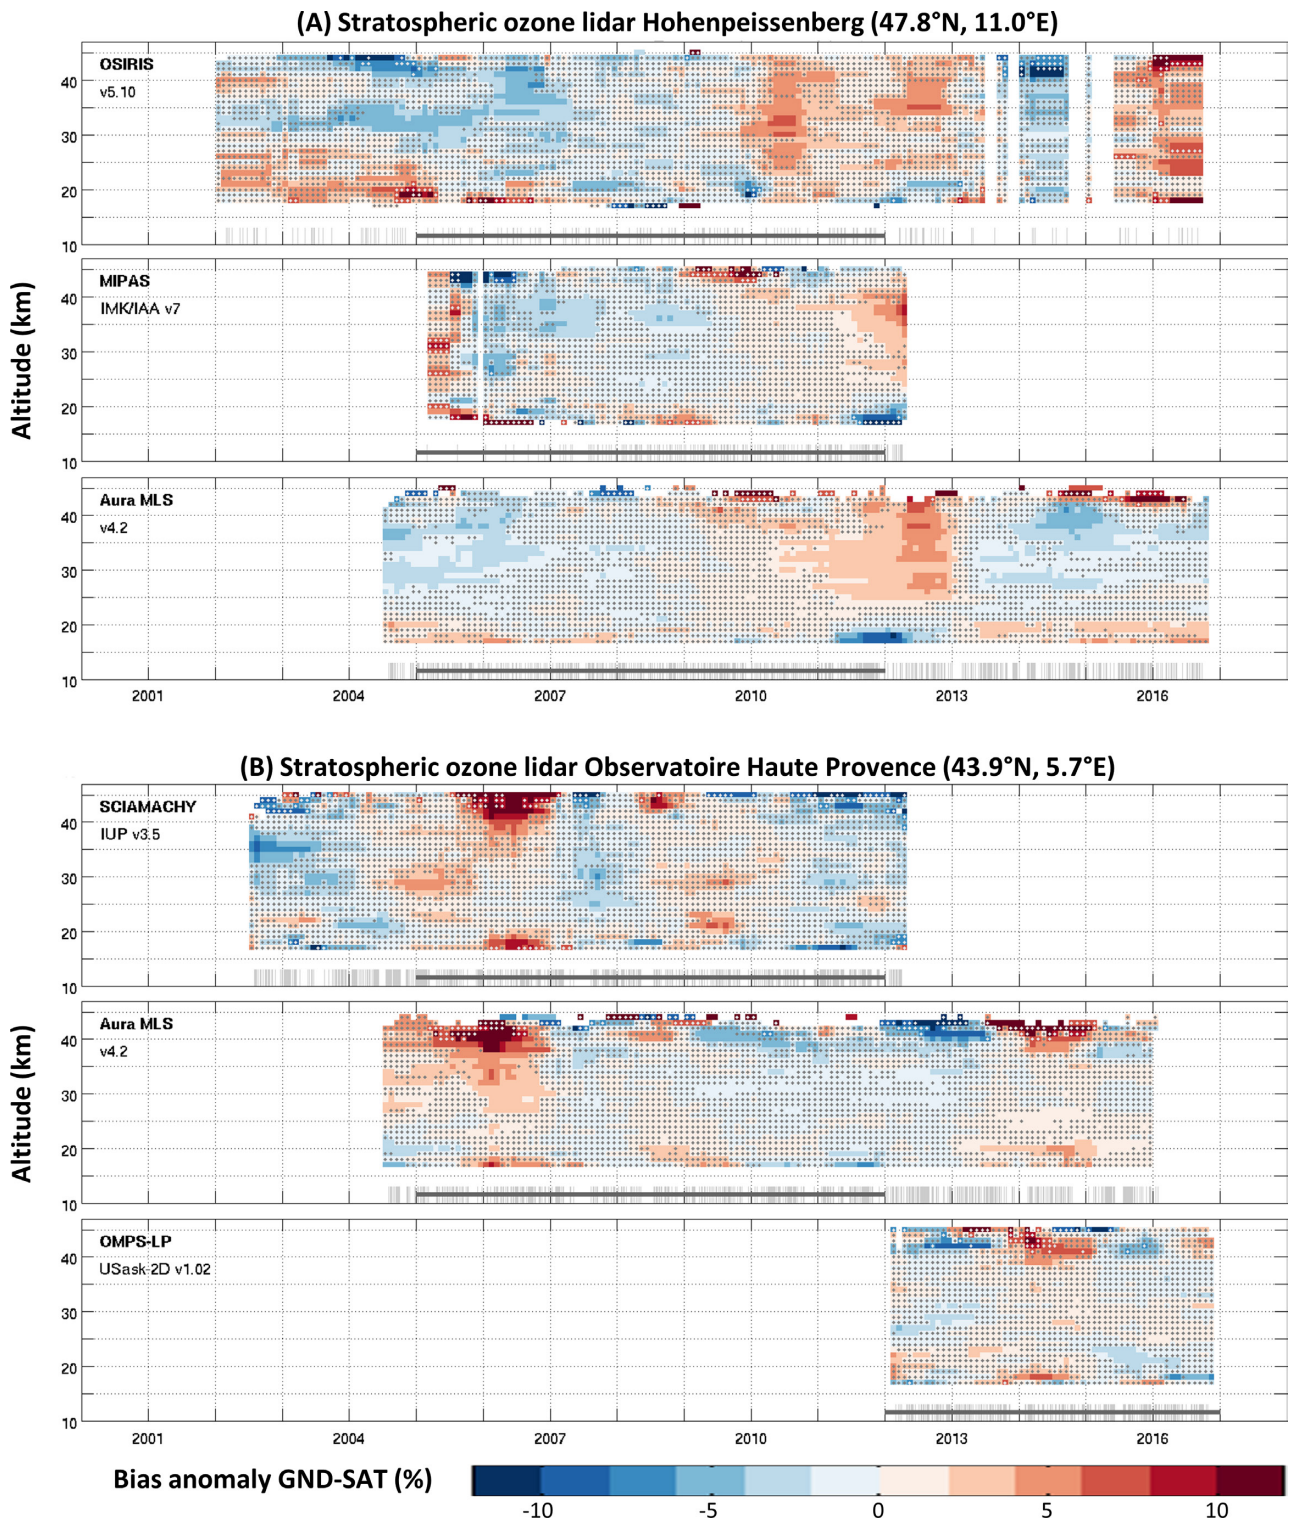 (A) Stratospheric ozone lidar Hohenpeissenberg (47.8°N, 11.0°E)
OSIRIS
v5.10
40
30
20
10
MIPAS
IMK/IAA v7
40
30
20
10
Aura MLS
v4.2
40
30
20
10
Altitude (km)
2001 2004 2007 2010 2013 2016
(B) Stratospheric ozone lidar Observatoire Haute Provence (43.9°N, 5.7°E)
SCIAMACHY
IUP v3.5
40
30
20
10
Aura MLS
v4.2
40
30
20
10
OMPS-LP
USask-2D v1.02
40
30
20
10
Altitude (km)
2001 2004 2007 2010 2013 2016
Bias anomaly GND-SAT (%)
-10 -5 0 5 10